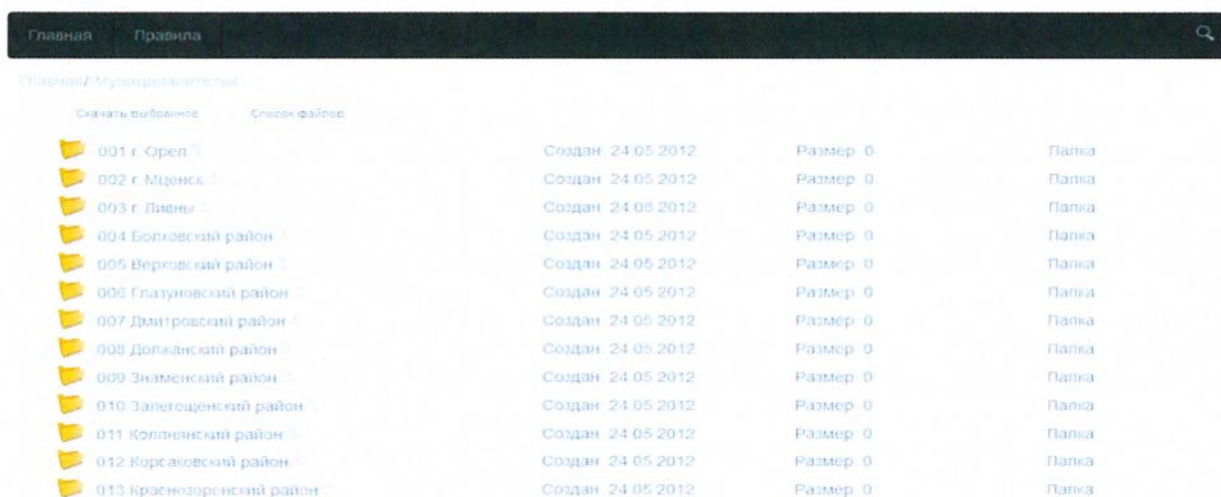 Главная Правила
Главная/Муниципалитеты/
Скачать выбранное Список файлов
001 г. Орел Создан: 24.05.2012 Размер: 0 Папка
002 г. Мценск Создан: 24.05.2012 Размер: 0 Папка
003 г. Ливны Создан: 24.05.2012 Размер: 0 Папка
004 Болховский район Создан: 24.05.2012 Размер: 0 Папка
005 Верховский район Создан: 24.05.2012 Размер: 0 Папка
006 Глазуновский район Создан: 24.05.2012 Размер: 0 Папка
007 Дмитровский район Создан: 24.05.2012 Размер: 0 Папка
008 Должанский район Создан: 24.05.2012 Размер: 0 Папка
009 Знаменский район Создан: 24.05.2012 Размер: 0 Папка
010 Залегощенский район Создан: 24.05.2012 Размер: 0 Папка
011 Колпнянский район Создан: 24.05.2012 Размер: 0 Папка
012 Корсаковский район Создан: 24.05.2012 Размер: 0 Папка
013 Краснозоренский район Создан: 24.05.2012 Размер: 0 Папка